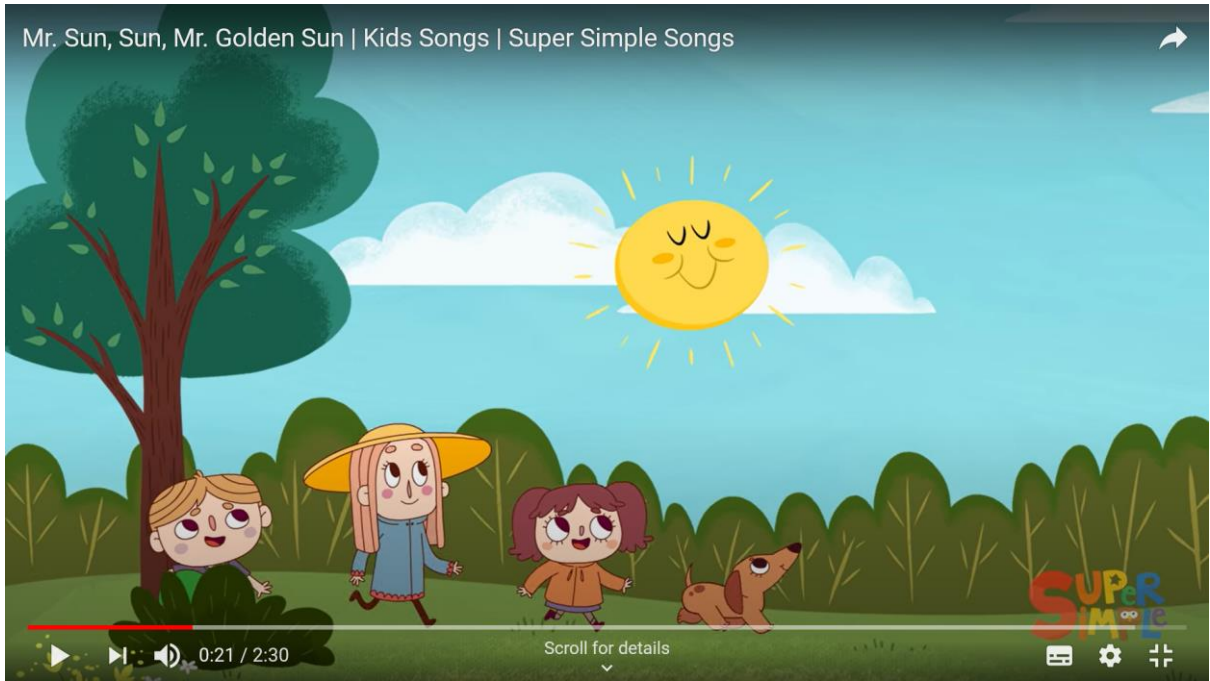 Mr. Sun, Sun, Mr. Golden Sun | Kids Songs | Super Simple Songs
SUPeR
SiMPLe
0:21 / 2:30
Scroll for details